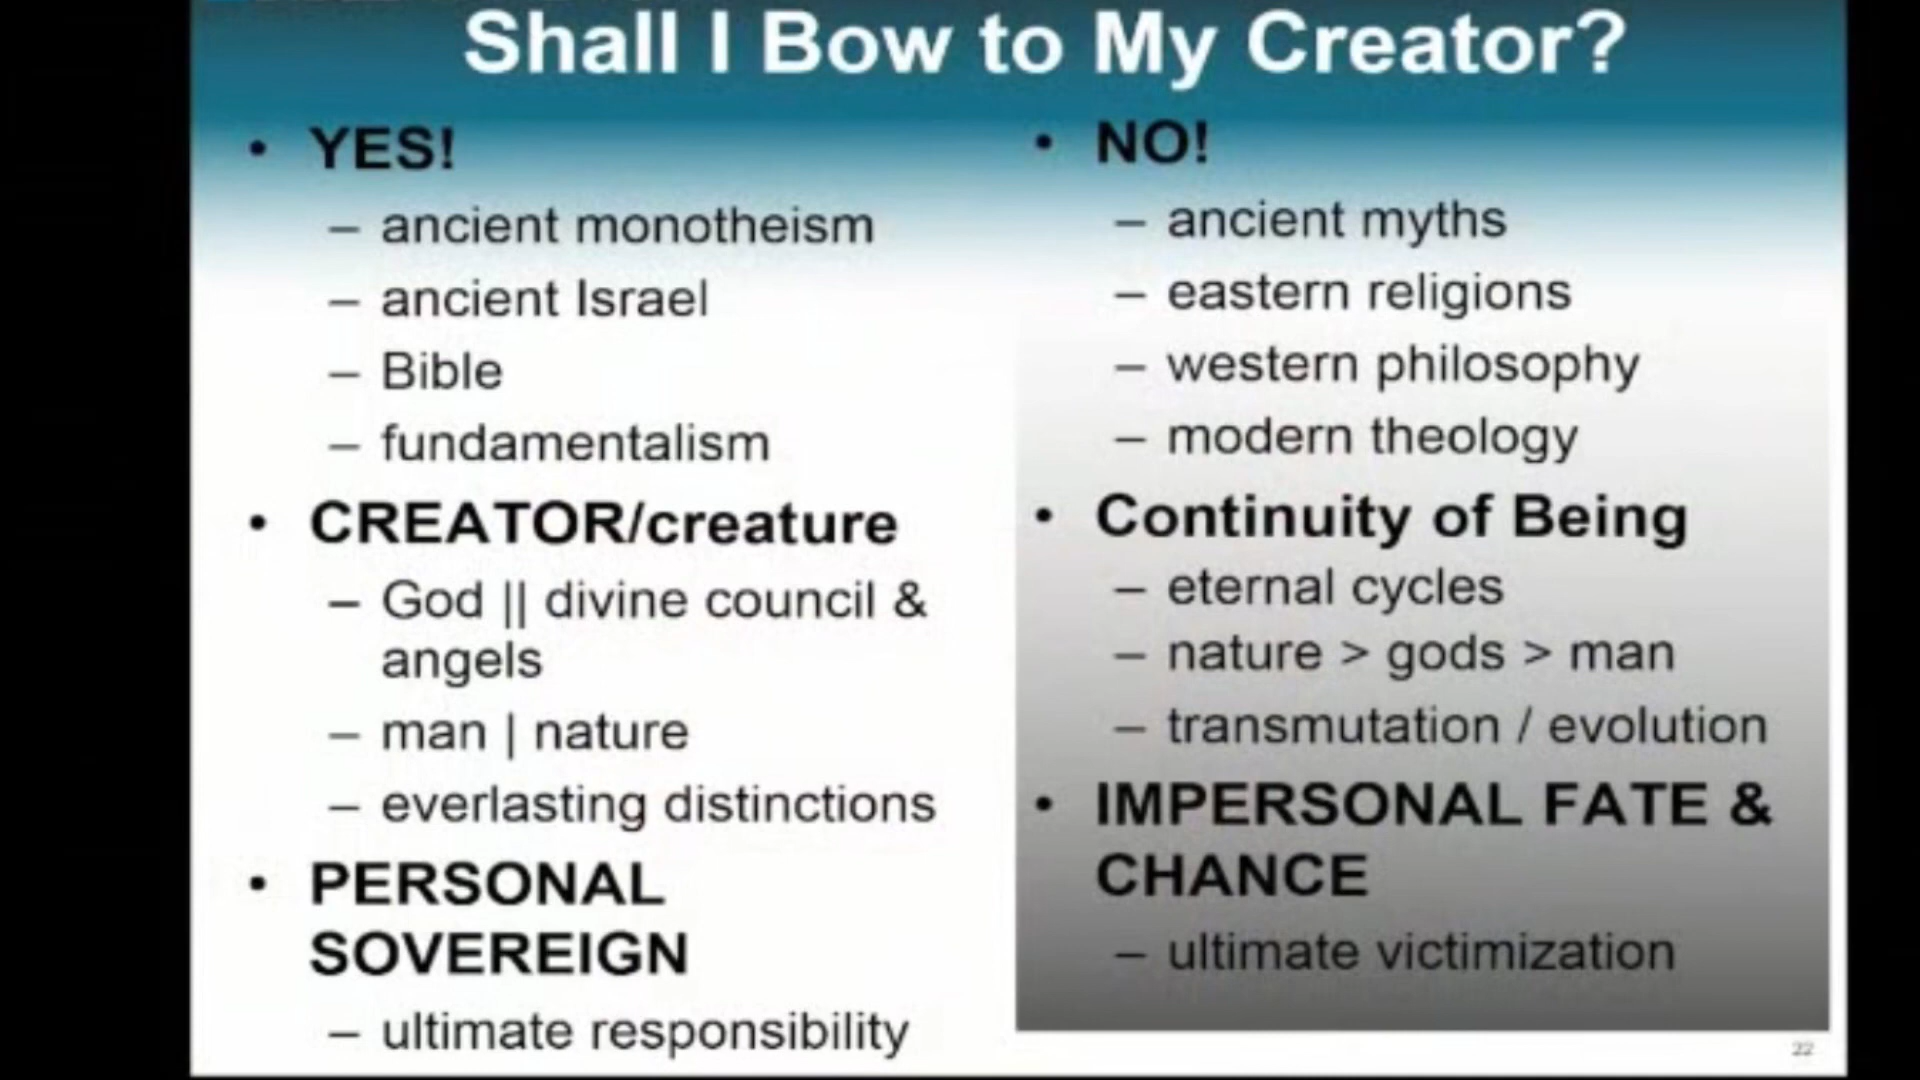 Shall I Bow to My Creator?
• YES!
– ancient monotheism
– ancient Israel
– Bible
– fundamentalism
• CREATOR/creature
– God || divine council &
angels
– man | nature
– everlasting distinctions
• PERSONAL
SOVEREIGN
– ultimate responsibility
• NO!
– ancient myths
– eastern religions
– western philosophy
– modern theology
• Continuity of Being
– eternal cycles
– nature > gods > man
– transmutation / evolution
• IMPERSONAL FATE &
CHANCE
– ultimate victimization
22